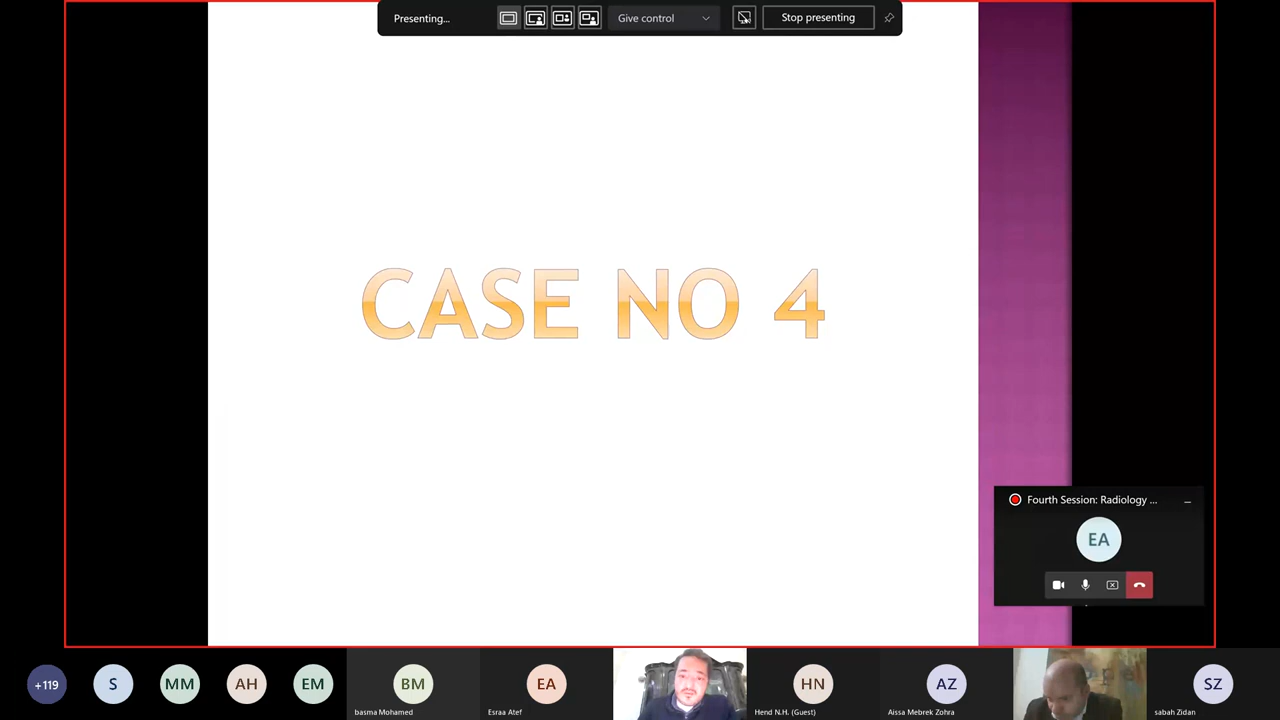 Presenting...
Give control
Stop presenting
CASE NO 4
Fourth Session: Radiology ...
EA
+119
S
MM
AH
EM
BM
basma Mohamed
EA
Esraa Atef
HN
Hend N.H. (Guest)
AZ
Aissa Mebrek Zohra
SZ
sabah Zidan